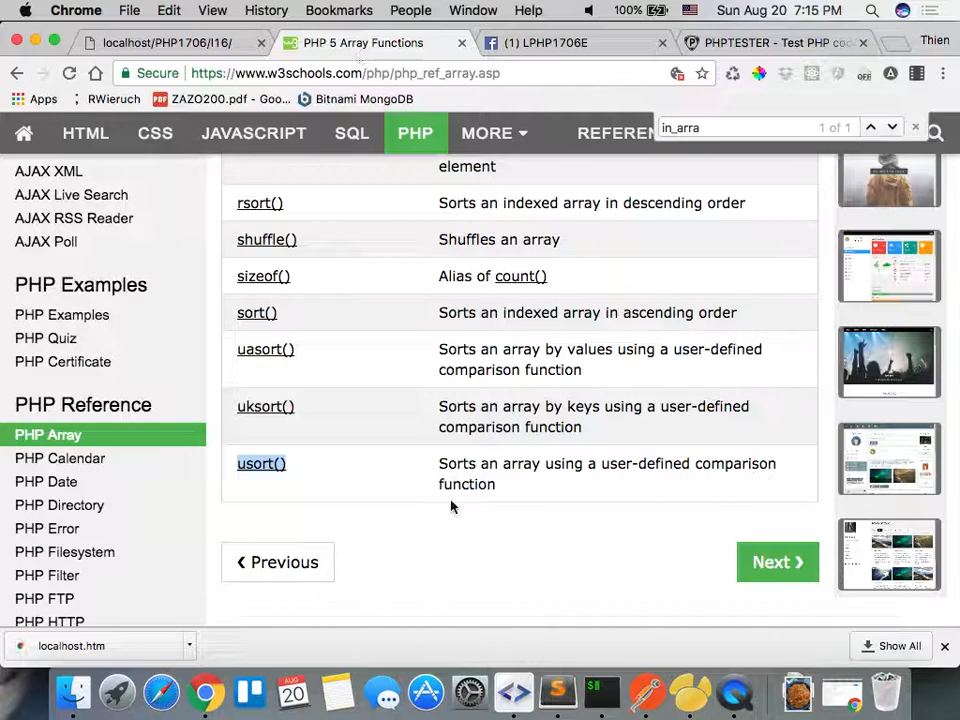 Chrome File Edit View History Bookmarks People Window Help 100% Sun Aug 20 7:15 PM
localhost/PHP1706/l16/ PHP 5 Array Functions (1) LPHP1706E PHPTESTER - Test PHP coc Thien
Secure https://www.w3schools.com/php/php_ref_array.asp OFF
Apps RWieruch PDF ZAZO200.pdf - Goo... Bitnami MongoDB
in_arra 1 of 1
HTML CSS JAVASCRIPT SQL PHP MORE REFEREN
AJAX XML
AJAX Live Search
AJAX RSS Reader
AJAX Poll
PHP Examples
PHP Examples
PHP Quiz
PHP Certificate
PHP Reference
PHP Array
PHP Calendar
PHP Date
PHP Directory
PHP Error
PHP Filesystem
PHP Filter
PHP FTP
PHP HTTP
element
rsort() Sorts an indexed array in descending order
shuffle() Shuffles an array
sizeof() Alias of count()
sort() Sorts an indexed array in ascending order
uasort() Sorts an array by values using a user-defined
comparison function
uksort() Sorts an array by keys using a user-defined
comparison function
usort() Sorts an array using a user-defined comparison
function
❮ Previous Next ❯
localhost.htm Show All
AUG
20